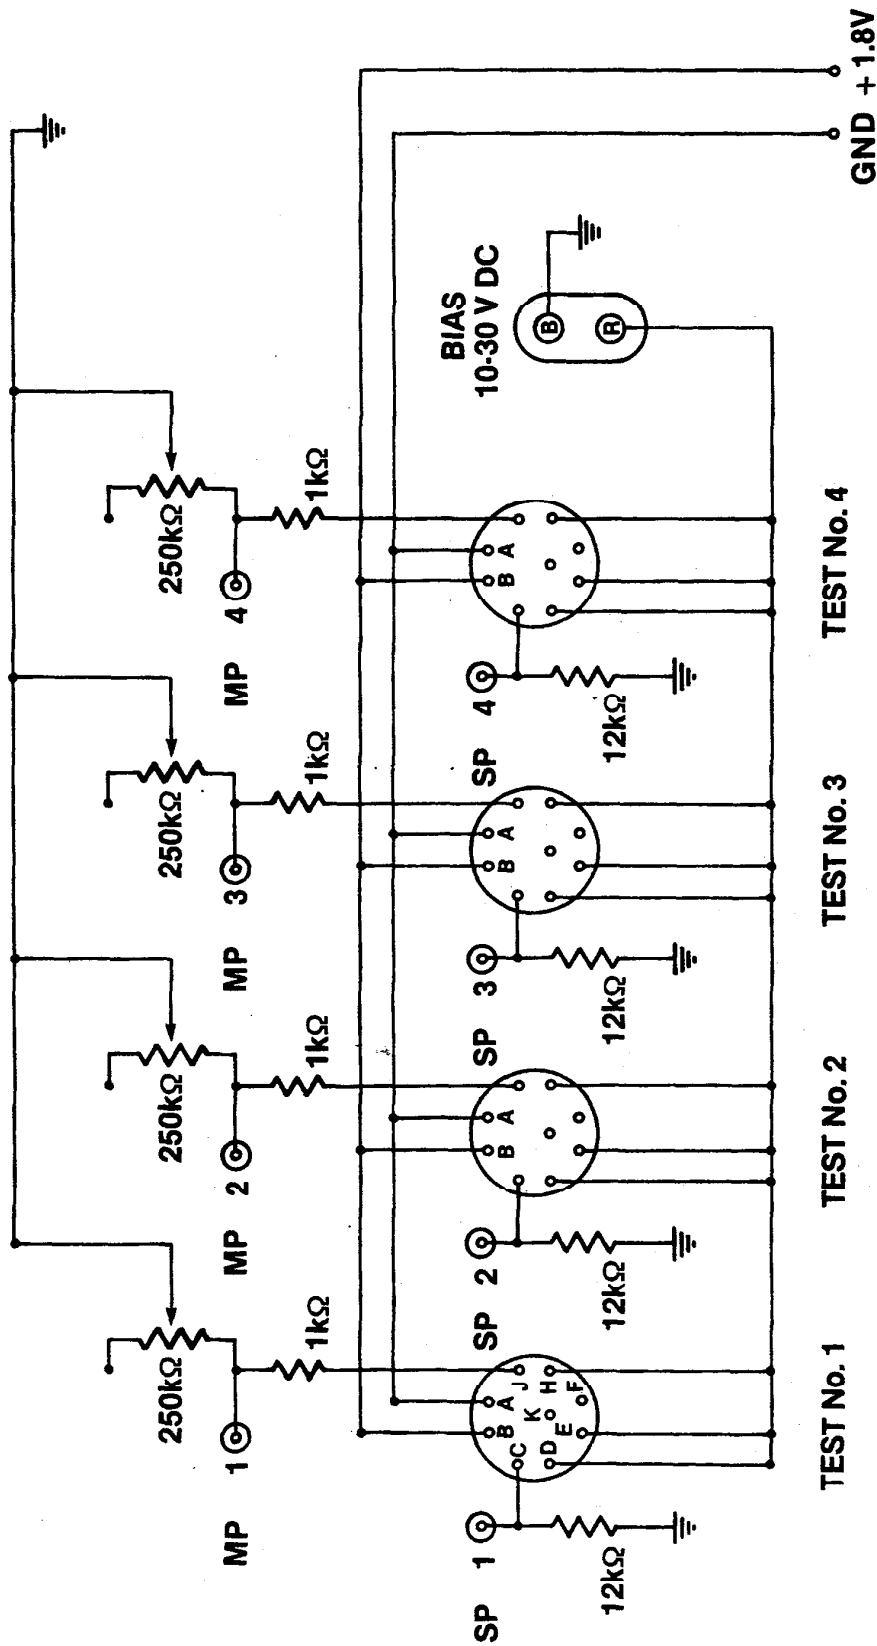 250kΩ
250kΩ
250kΩ
250kΩ
MP 1
MP 2
MP 3
MP 4
1kΩ
1kΩ
1kΩ
1kΩ
BIAS
10-30 V DC
B
R
SP 1
SP 2
SP 3
SP 4
A
B
C
D
E
F
H
J
K
B A
B A
B A
12kΩ
12kΩ
12kΩ
12kΩ
TEST No. 1
TEST No. 2
TEST No. 3
TEST No. 4
GND
+1.8V